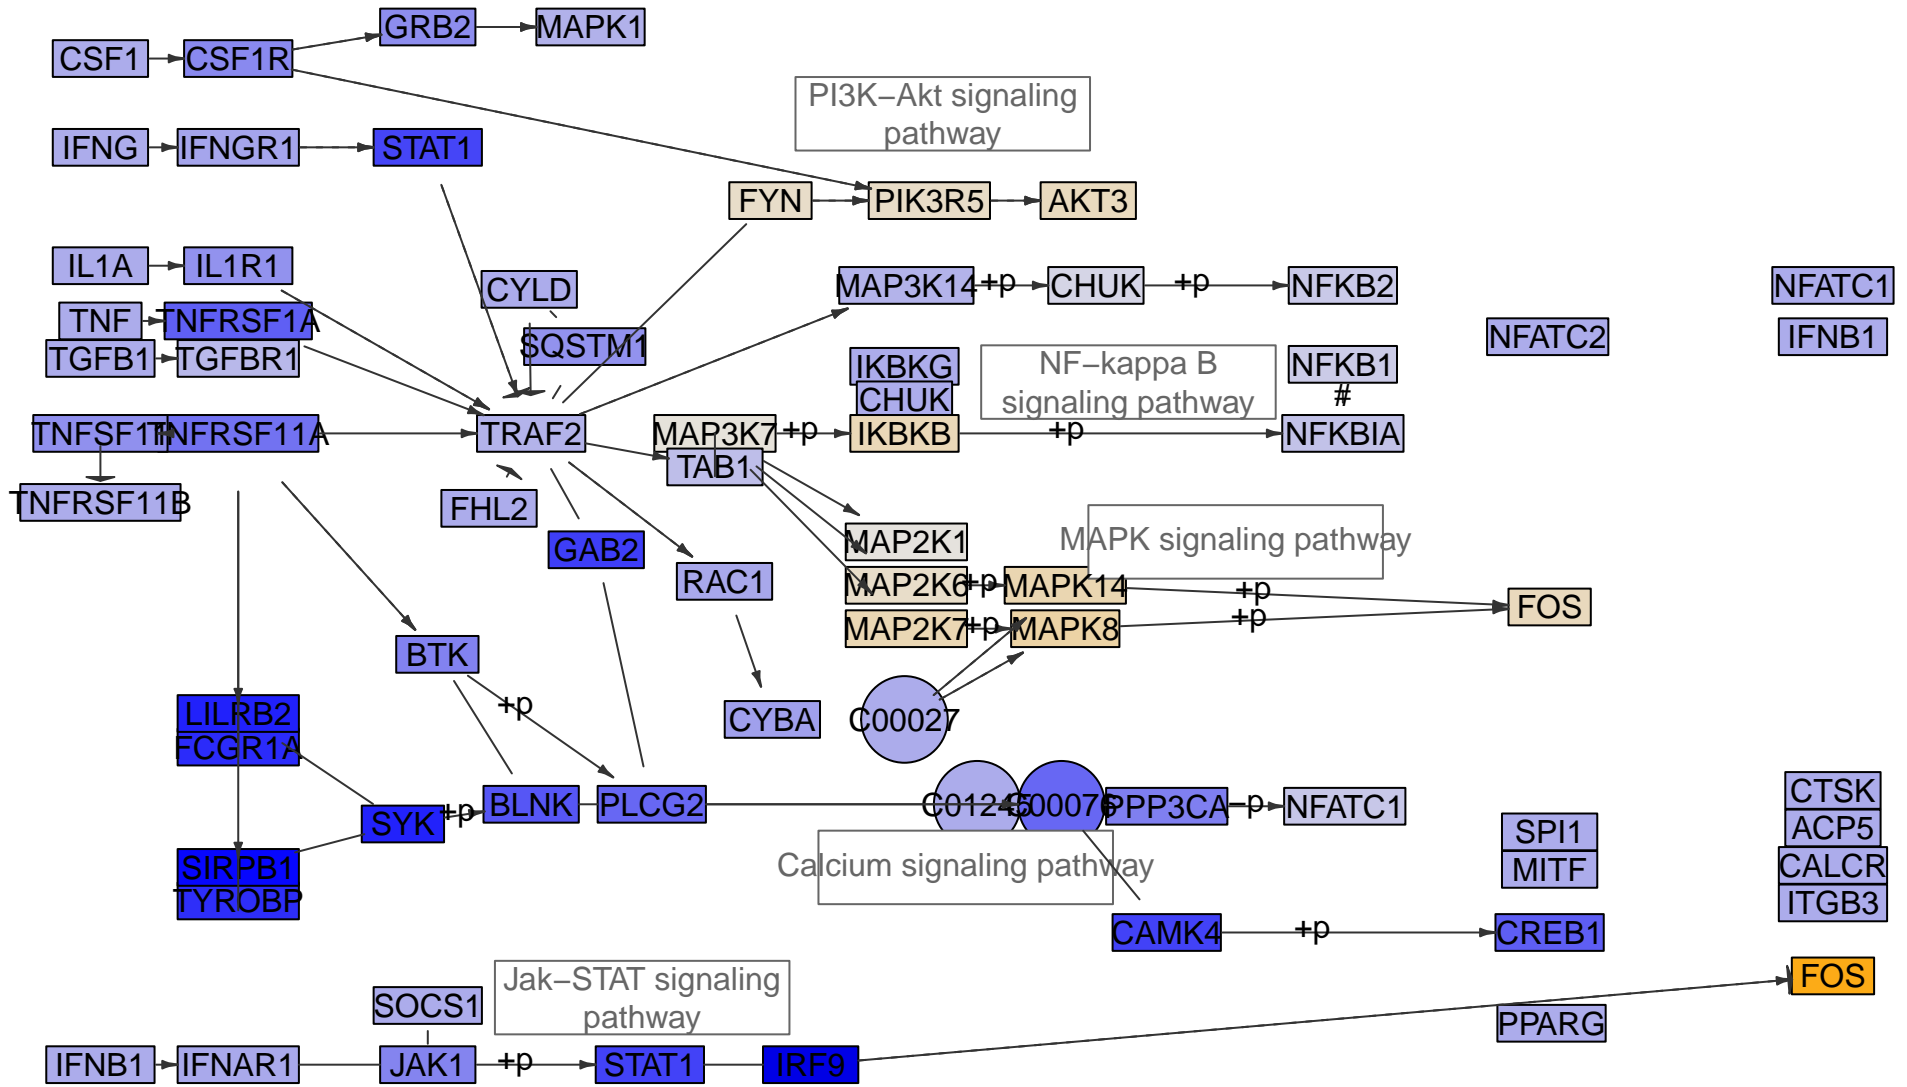 GRB2
MAPK1
CSF1
CSF1R
PI3K−Akt signaling
pathway
IFNG
IFNGR1
STAT1
FYN
PIK3R5
AKT3
IL1A
IL1R1
CYLD
MAP3K14
+p
CHUK
+p
NFKB2
NFATC1
TNF
TNFRSF1A
SQSTM1
NFATC2
IFNB1
TGFB1
TGFBR1
IKBKG
NF−kappa B
signaling pathway
NFKB1
CHUK
#
TNFSF11
TNFRSF11A
TRAF2
MAP3K7
+p
IKBKB
+p
NFKBIA
TAB1
TNFRSF11B
FHL2
GAB2
MAP2K1
MAPK signaling pathway
RAC1
MAP2K6
+p
MAPK14
+p
FOS
MAP2K7
+p
MAPK8
+p
BTK
LILRB2
+p
CYBA
C00027
FCGR1A
SYK
+p
BLNK
PLCG2
C01245
C00076
PPP3CA
−p
NFATC1
CTSK
SPI1
ACP5
SIRPB1
Calcium signaling pathway
MITF
CALCR
TYROBP
ITGB3
CAMK4
+p
CREB1
Jak−STAT signaling
pathway
FOS
SOCS1
PPARG
IFNB1
IFNAR1
JAK1
+p
STAT1
IRF9